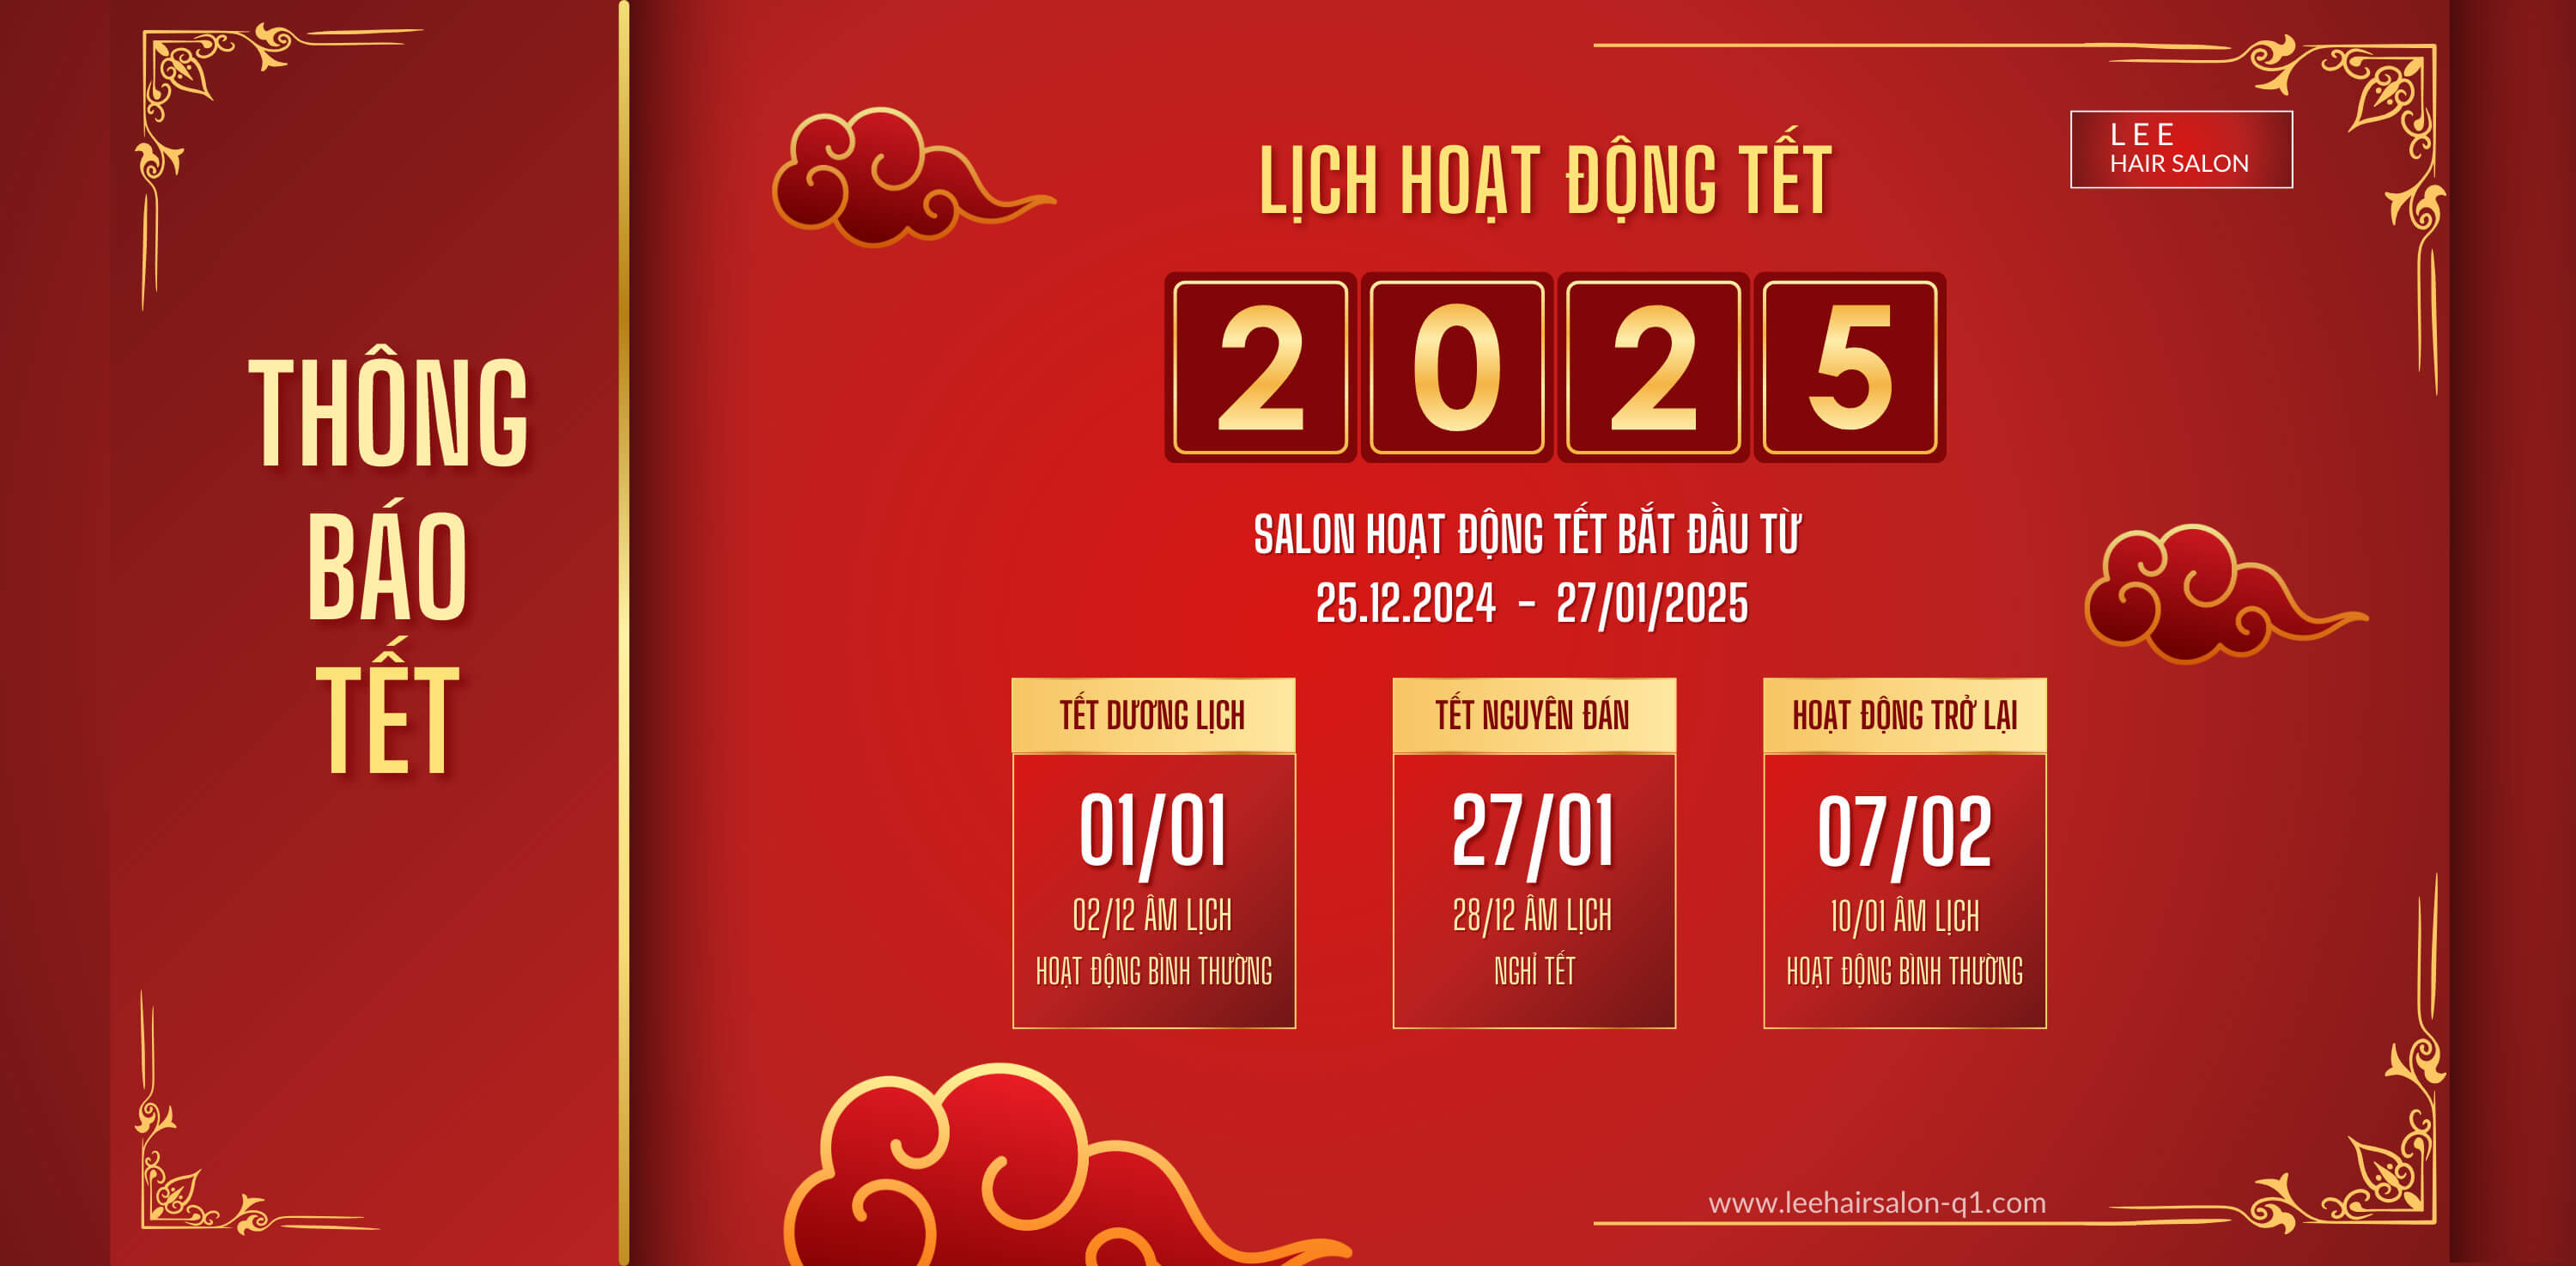 THÔNG
BÁO
TẾT
LỊCH HOẠT ĐỘNG TẾT
LEE
HAIR SALON
2025
SALON HOẠT ĐỘNG TẾT BẮT ĐẦU TỪ
25.12.2024 - 27/01/2025
TẾT DƯƠNG LỊCH
01/01
02/12 ÂM LỊCH
HOẠT ĐỘNG BÌNH THƯỜNG
TẾT NGUYÊN ĐÁN
27/01
28/12 ÂM LỊCH
NGHỈ TẾT
HOẠT ĐỘNG TRỞ LẠI
07/02
10/01 ÂM LỊCH
HOẠT ĐỘNG BÌNH THƯỜNG
www.leehairsalon-q1.com